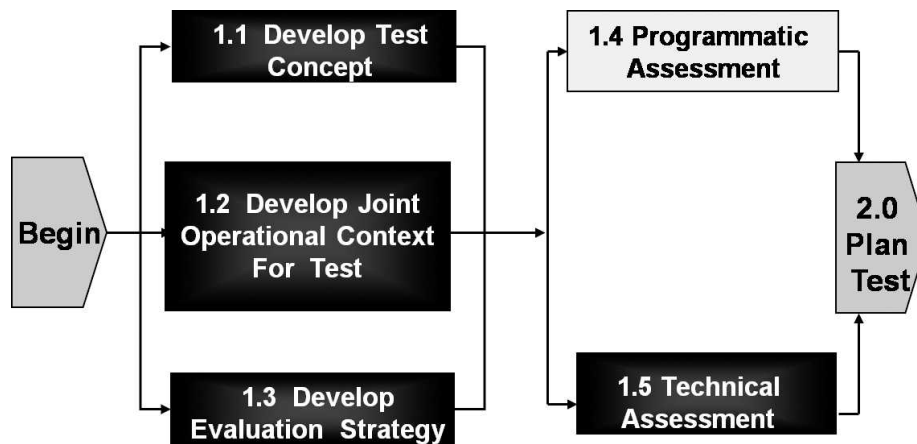 Begin
1.1 Develop Test
Concept
1.2 Develop Joint
Operational Context
For Test
1.3 Develop
Evaluation Strategy
1.4 Programmatic
Assessment
1.5 Technical
Assessment
2.0
Plan
Test